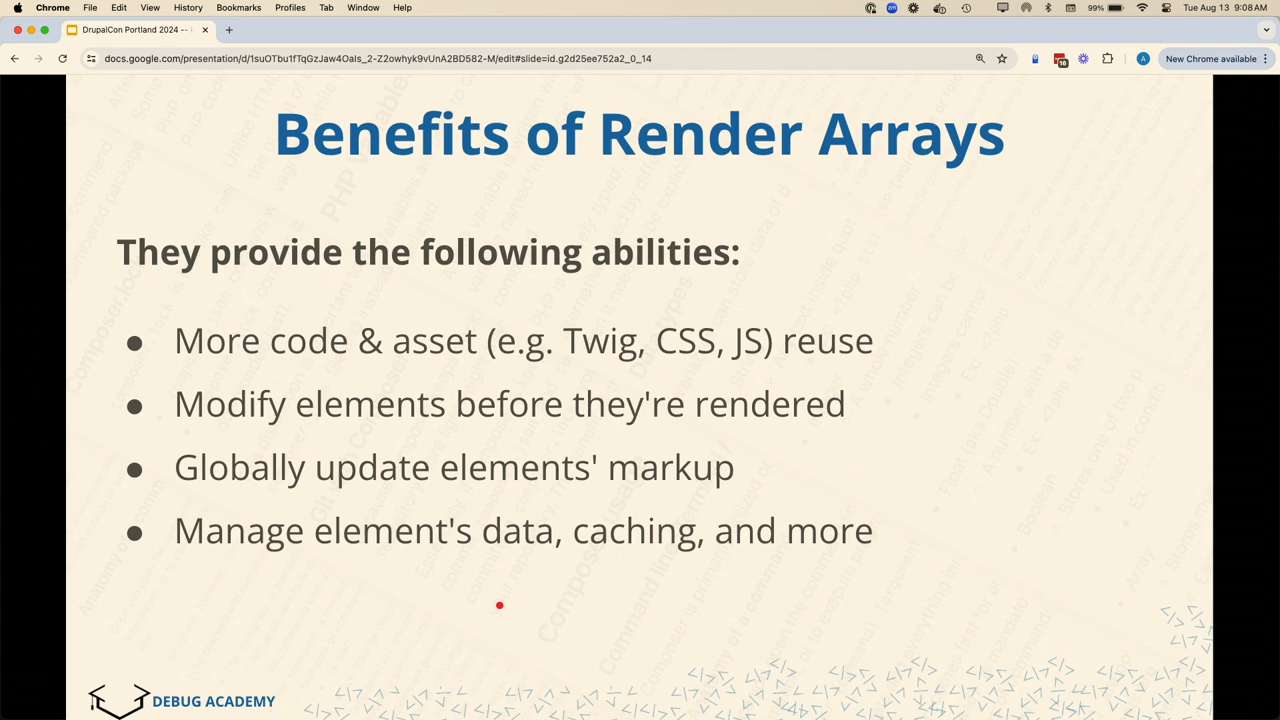 Chrome File Edit View History Bookmarks Profiles Tab Window Help 99% Tue Aug 13 9:08 AM
DrupalCon Portland 2024 --
docs.google.com/presentation/d/1suOTbu1fTqGzJaw4OaIs_2-Z2owhyk9vUnA2BD582-M/edit#slide=id.g2d25ee752a2_0_14 16 A New Chrome available
Benefits of Render Arrays
They provide the following abilities:
● More code & asset (e.g. Twig, CSS, JS) reuse
● Modify elements before they're rendered
● Globally update elements' markup
● Manage element's data, caching, and more
DEBUG ACADEMY